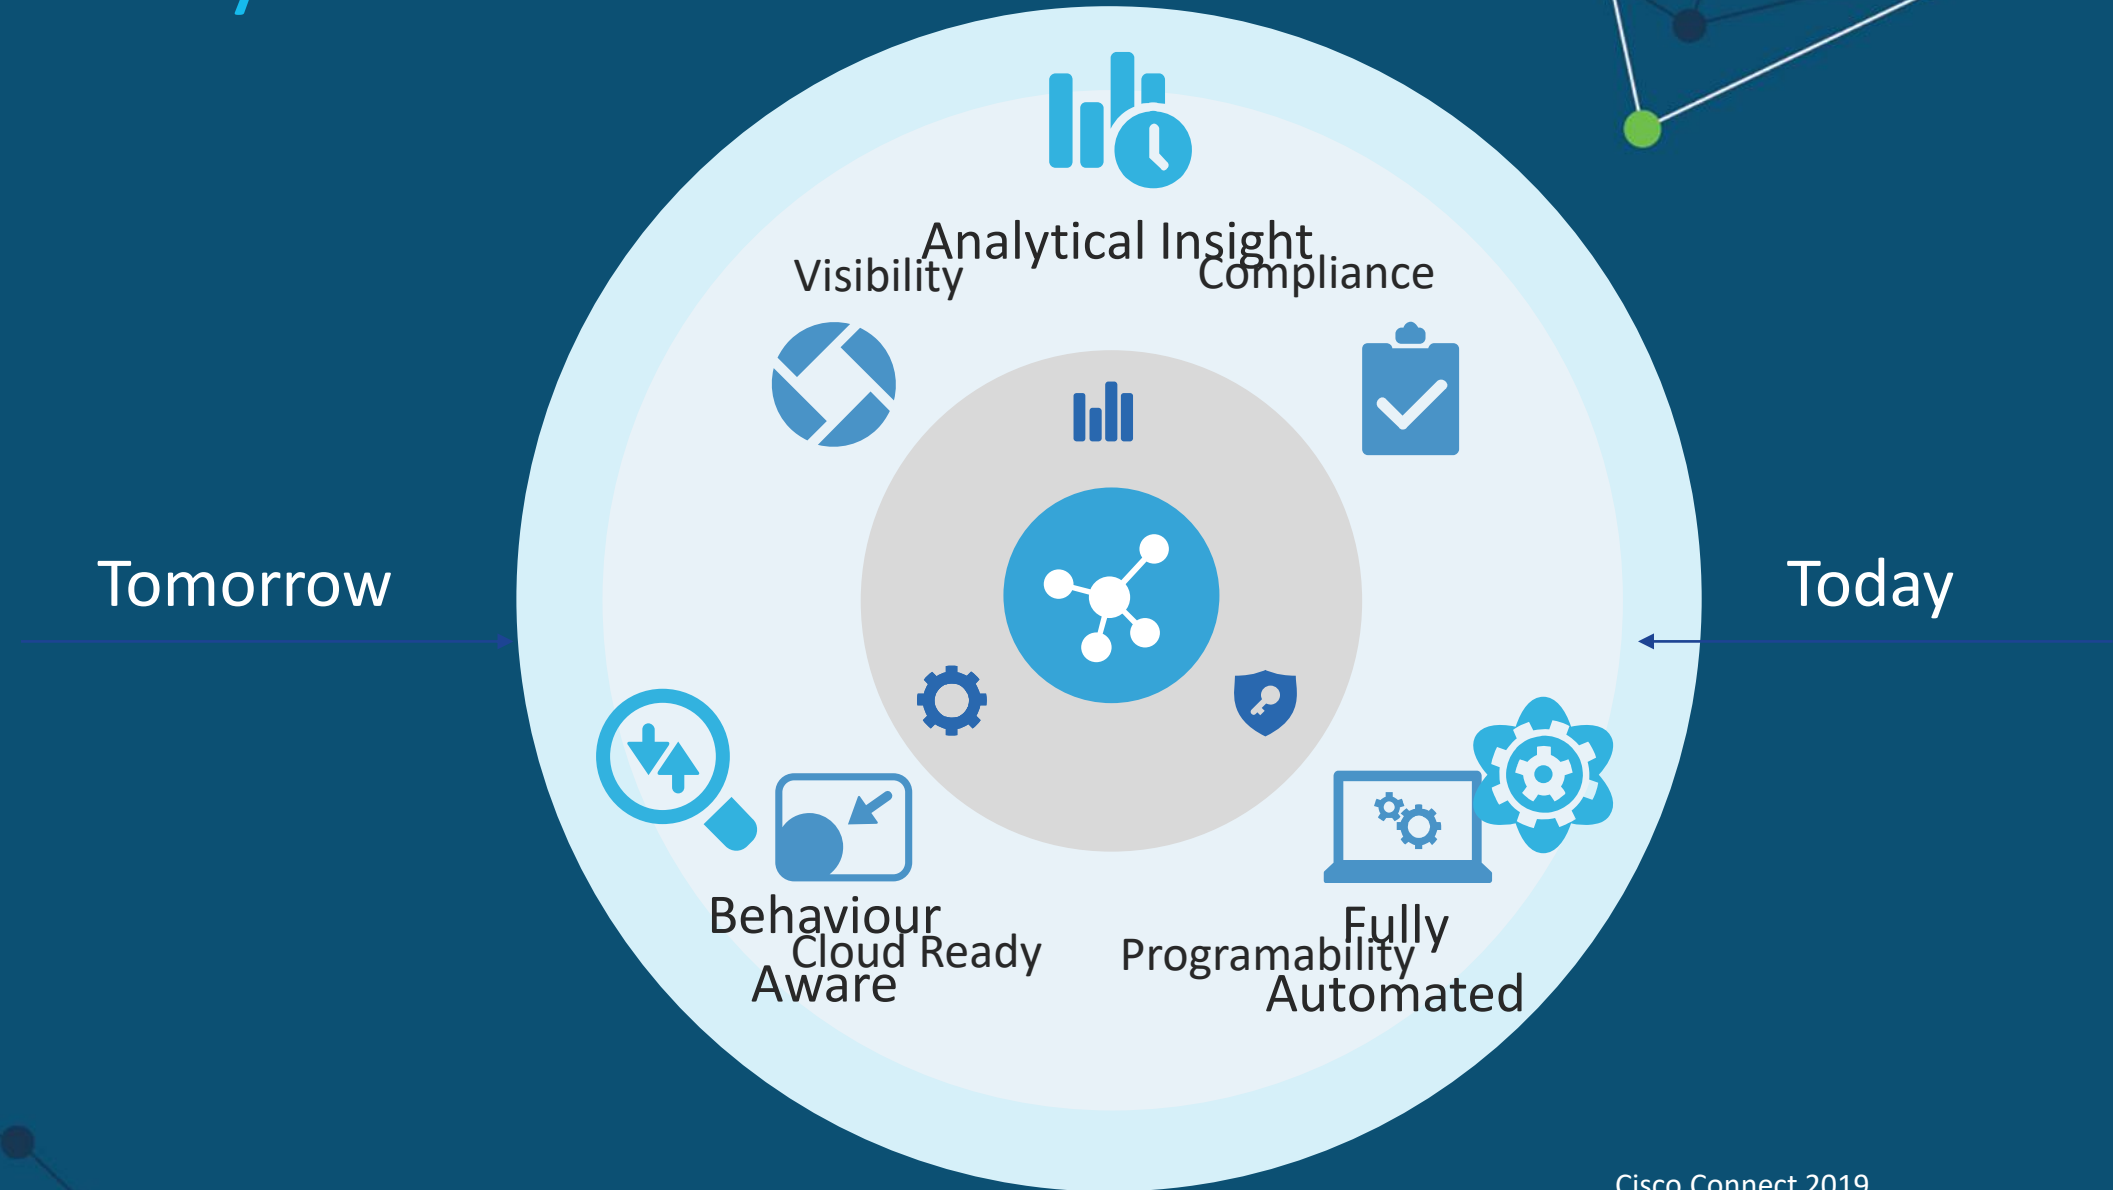 Analytical Insight
Visibility
Compliance
Tomorrow
Today
Behaviour
Aware
Cloud Ready
Fully
Automated
Programability
Cisco Connect 2019